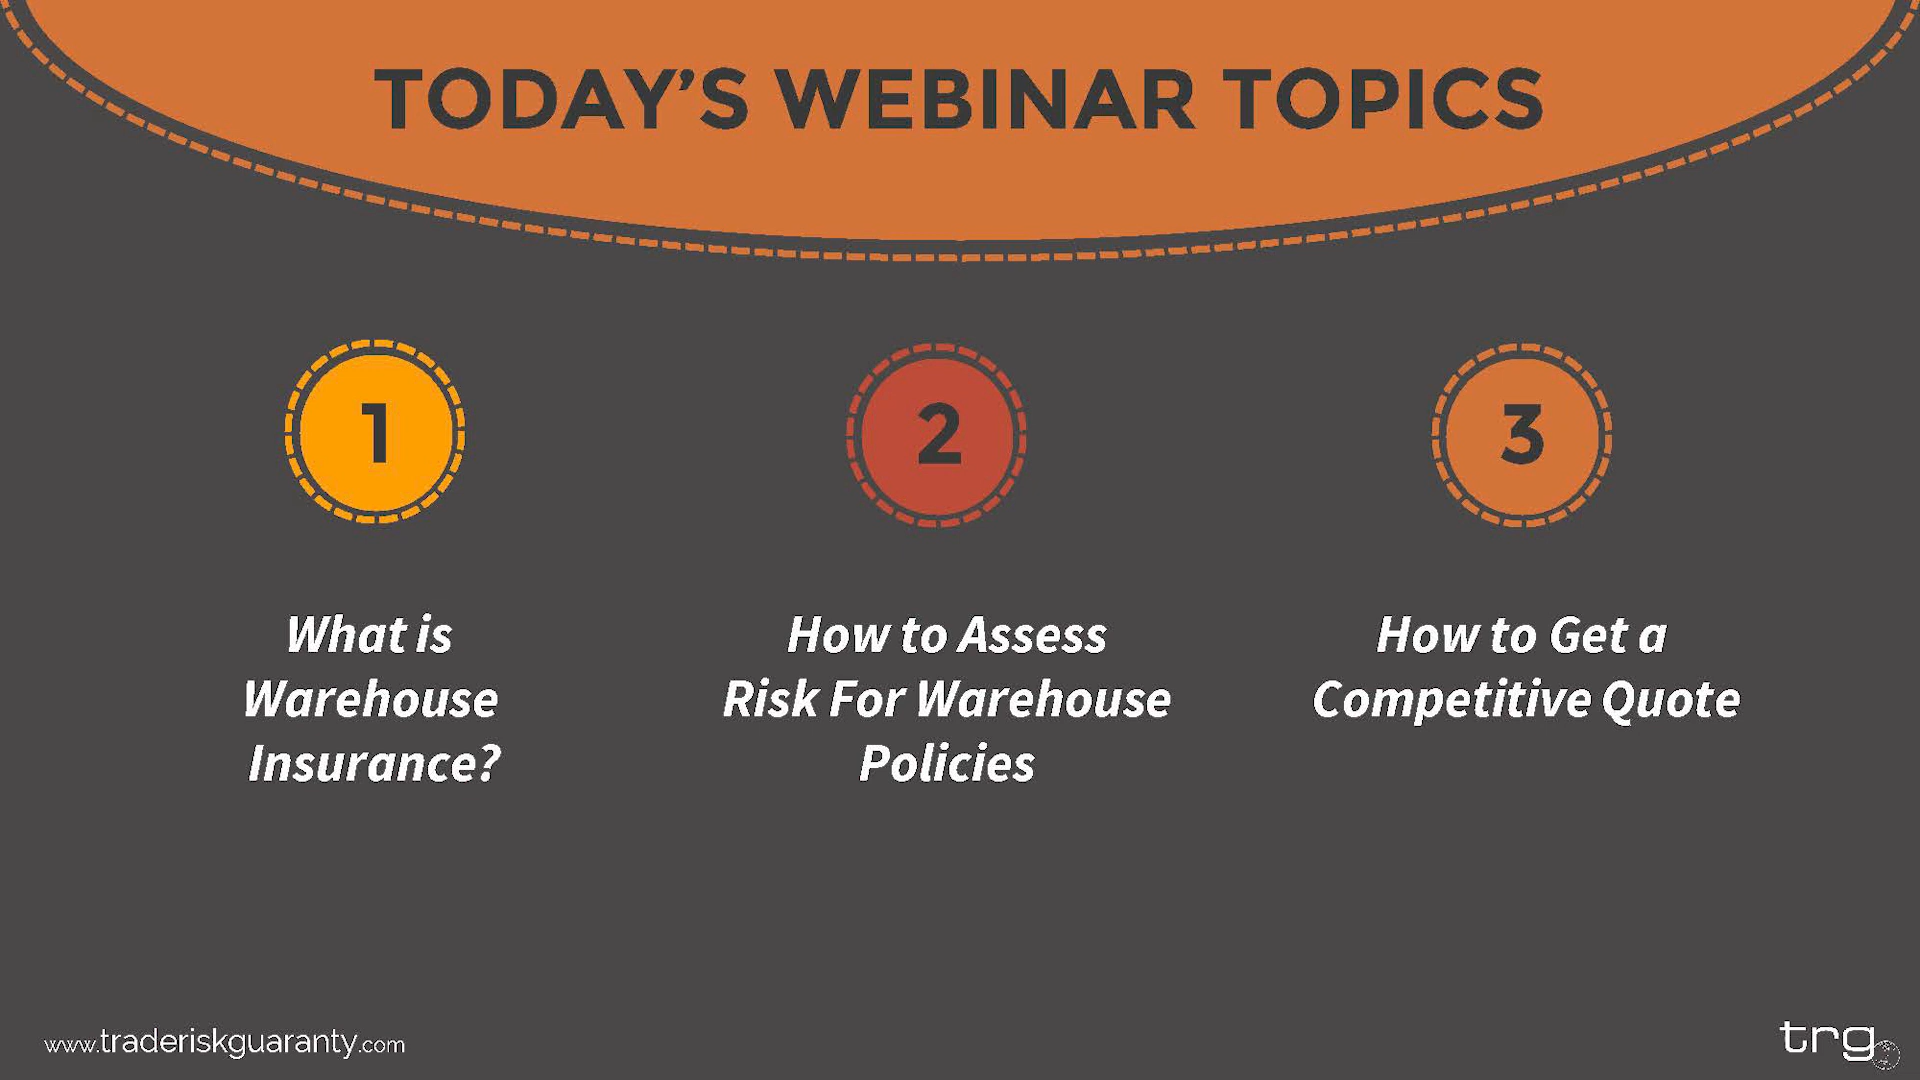 TODAY'S WEBINAR TOPICS
1
What is
Warehouse
Insurance?
2
How to Assess
Risk For Warehouse
Policies
3
How to Get a
Competitive Quote
www.traderiskguaranty.com
trg